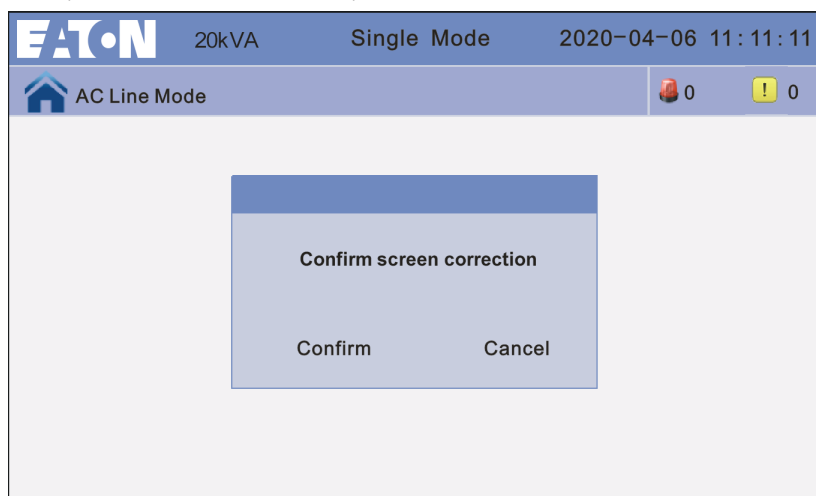 EATON 20kVA Single Mode 2020-04-06 11:11:11
AC Line Mode 0 ! 0
Confirm screen correction
Confirm Cancel